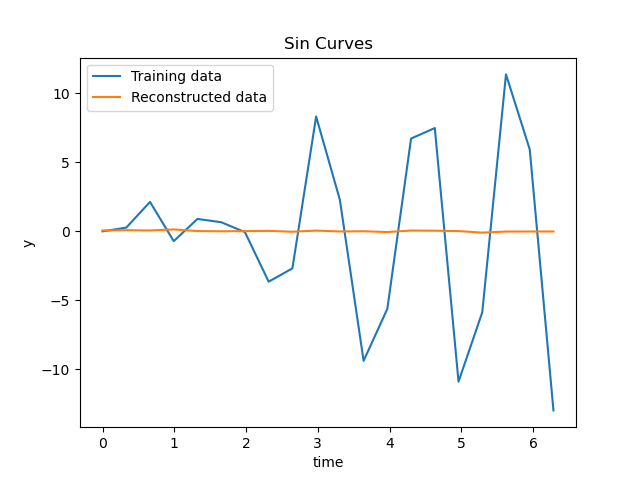 Sin Curves
Training data
Reconstructed data
10
5
0
−5
−10
y
0 1 2 3 4 5 6
time